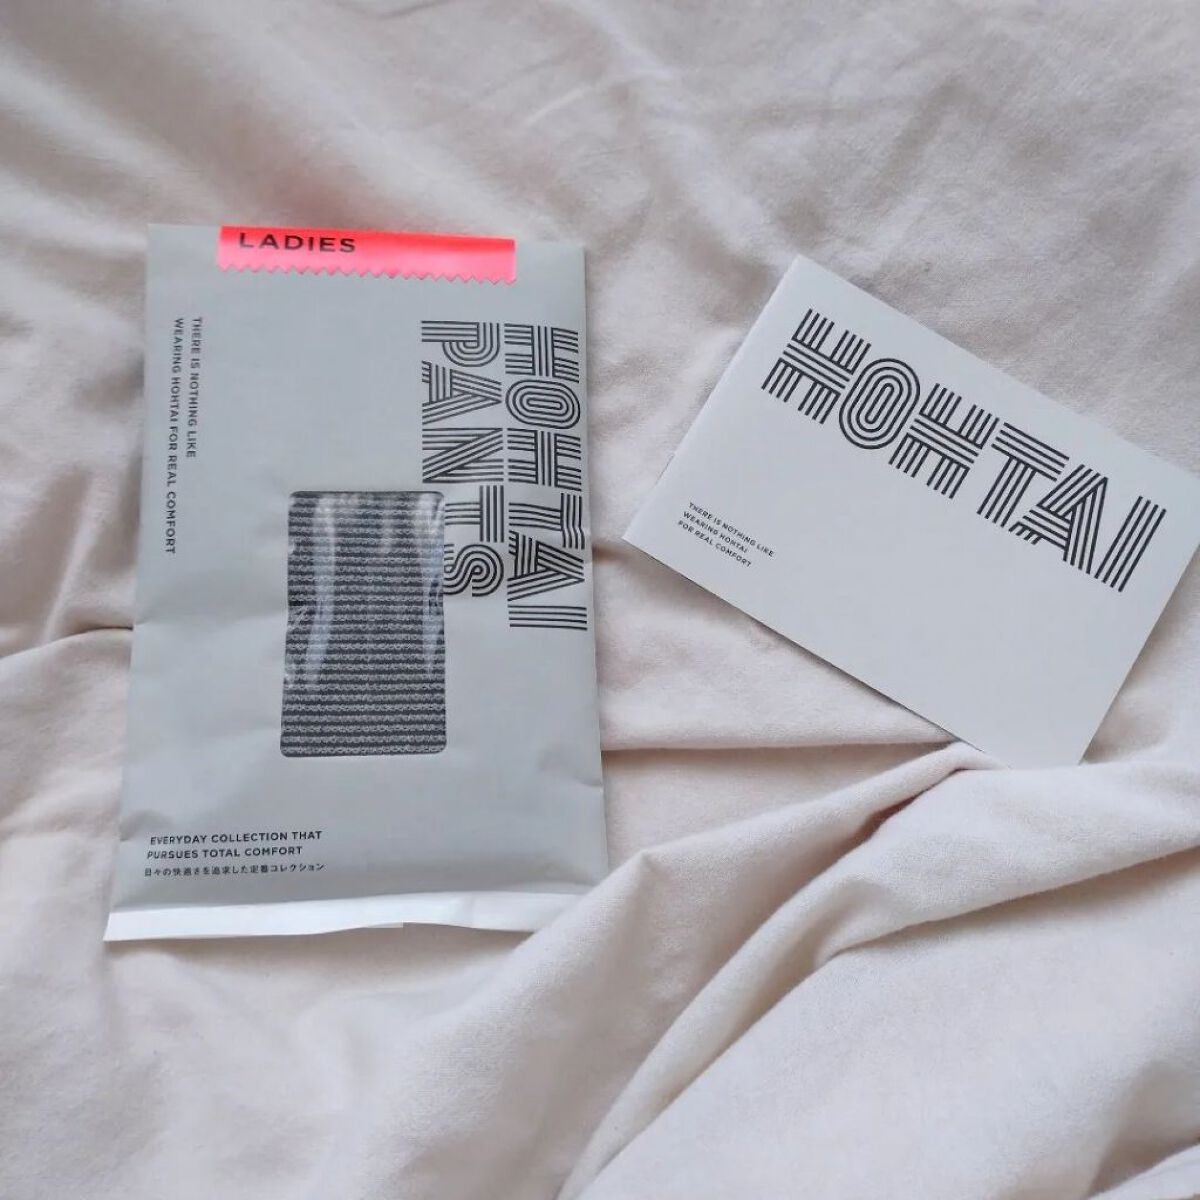 LADIES
THERE IS NOTHING LIKE
WEARING HOHTAI FOR REAL COMFORT
HOHTAI
PANTS
EVERYDAY COLLECTION THAT
PURSUES TOTAL COMFORT
日々の快適さを追求した定番コレクション
HOHTAI
THERE IS NOTHING LIKE
WEARING HOHTAI
FOR REAL COMFORT